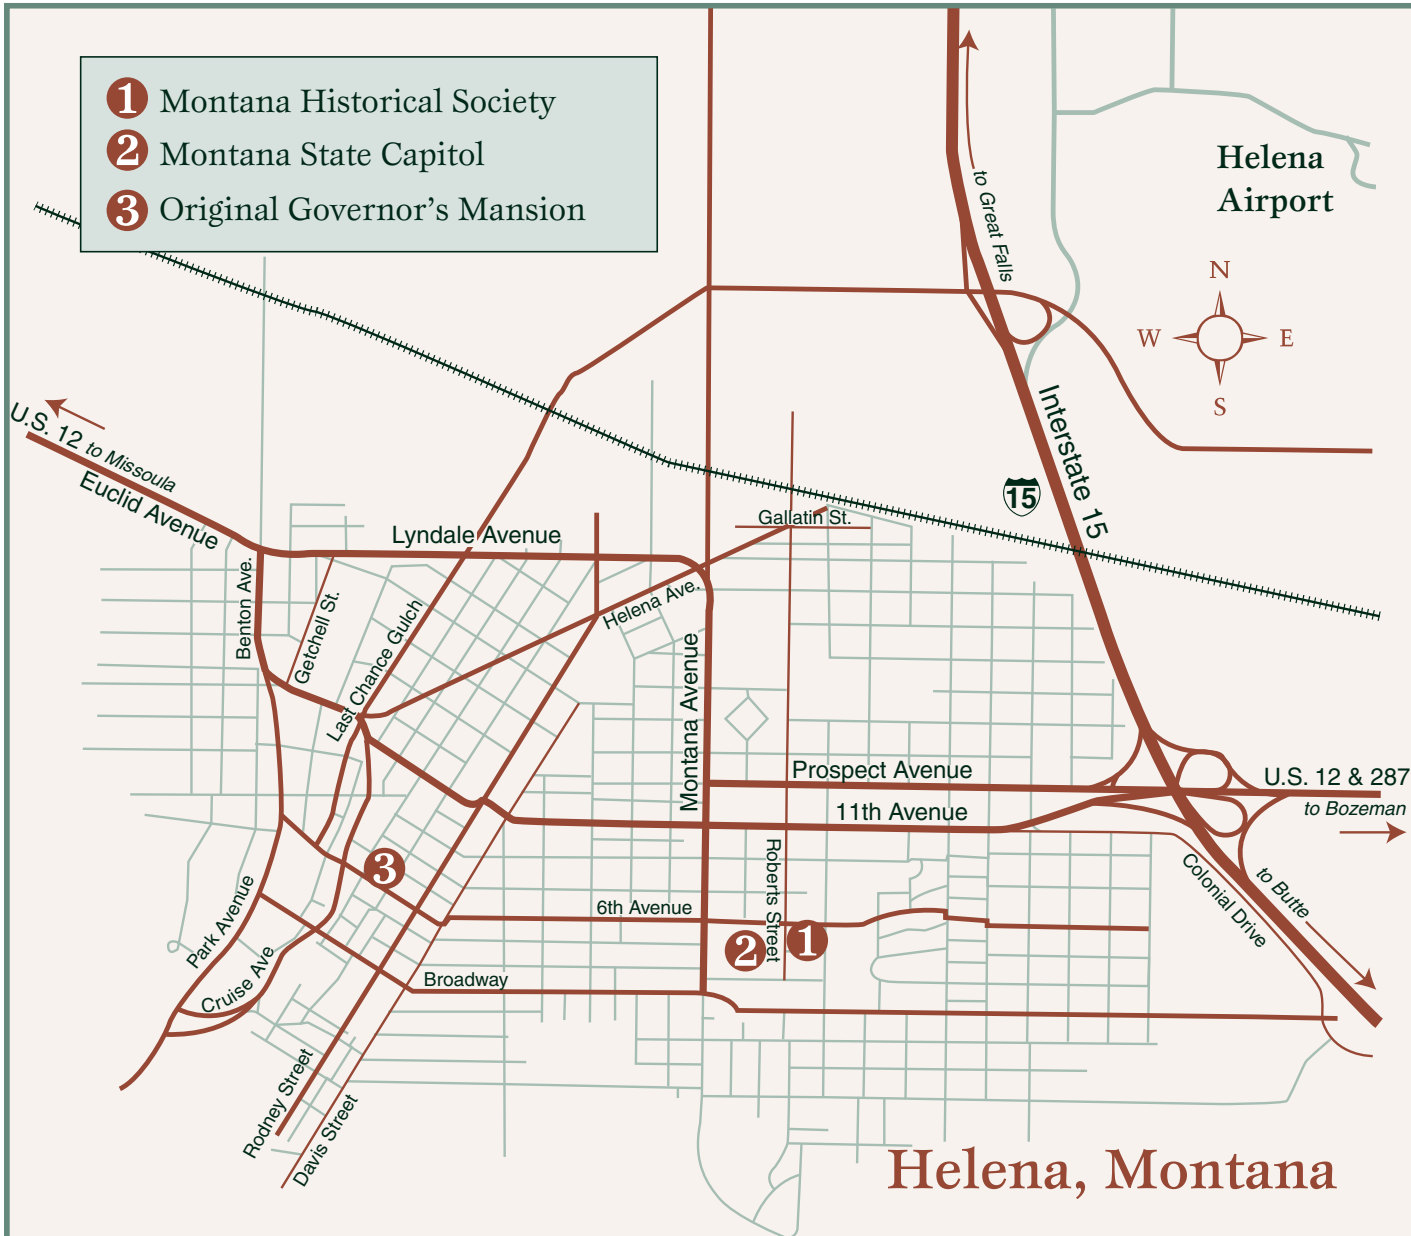 1 Montana Historical Society
2 Montana State Capitol
3 Original Governor's Mansion
Helena
Airport
N
W
E
S
to Great Falls
Interstate 15
15
U.S. 12 to Missoula
Euclid Avenue
Lyndale Avenue
Gallatin St.
Benton Ave.
Getchell St.
Last Chance Gulch
Helena Ave.
Montana Avenue
Prospect Avenue
U.S. 12 & 287
to Bozeman
11th Avenue
Roberts Street
Colonial Drive
to Butte
3
6th Avenue
2
1
Park Avenue
Cruise Ave
Broadway
Rodney Street
Davis Street
Helena, Montana